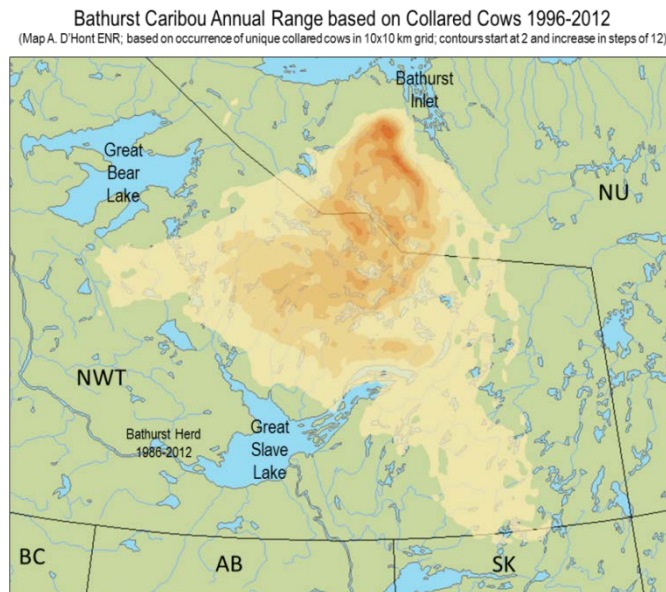 Bathurst Caribou Annual Range based on Collared Cows 1996-2012
(Map A. D'Hont ENR; based on occurrence of unique collared cows in 10x10 km grid; contours start at 2 and increase in steps of 12)
Bathurst
Inlet
Great
Bear
Lake
NU
NWT
Bathurst Herd
1986-2012
Great
Slave
Lake
BC
AB
SK